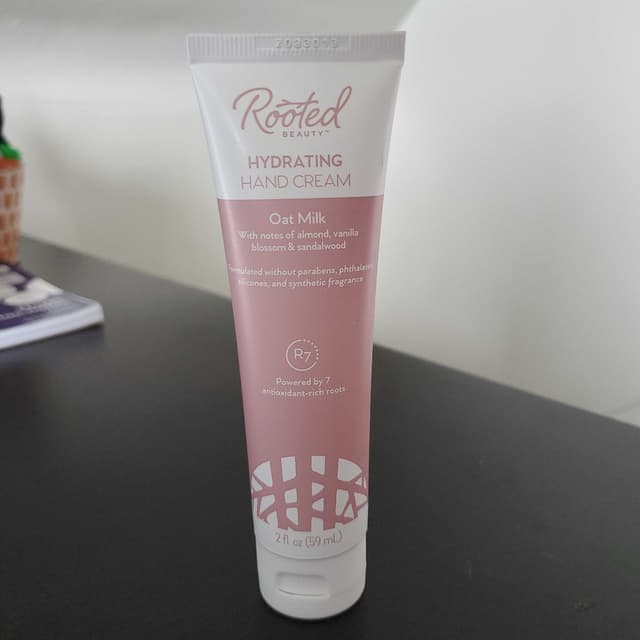 Rooted
BEAUTY™
HYDRATING
HAND CREAM
Oat Milk
With notes of almond, vanilla
blossom & sandalwood
Formulated without parabens, phthalates,
silicones, and synthetic fragrance
R7
Powered by 7
antioxidant-rich roots
2 fl oz (59 mL)